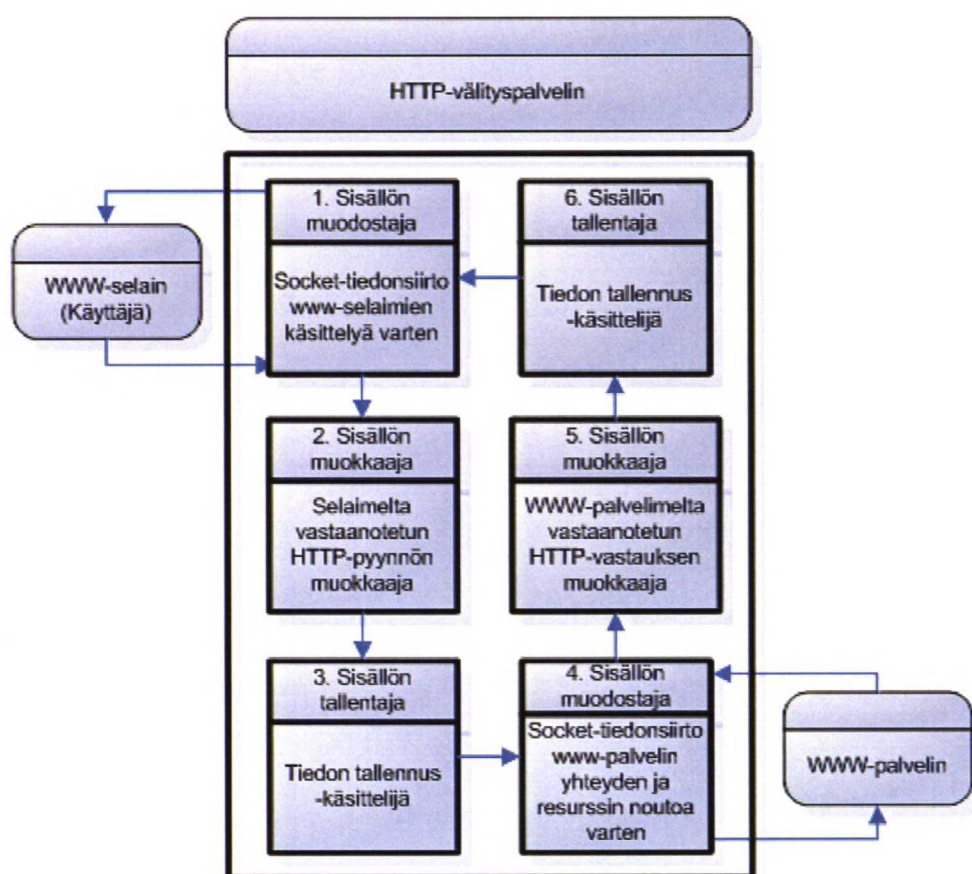 HTTP-välityspalvelin
WWW-selain
(Käyttäjä)
1. Sisällön
muodostaja
Socket-tiedonsiirto
www-selaimien
käsittelyä varten
2. Sisällön
muokkaaja
Selaimelta
vastaanotetun
HTTP-pyynnön
muokkaaja
3. Sisällön
tallentaja
Tiedon tallennus
-käsittelijä
4. Sisällön
muodostaja
Socket-tiedonsiirto
www-palvelin
yhteyden ja
resurssin noutoa
varten
5. Sisällön
muokkaaja
WWW-palvelimelta
vastaanotetun
HTTP-vastauksen
muokkaaja
6. Sisällön
tallentaja
Tiedon tallennus
-käsittelijä
WWW-palvelin